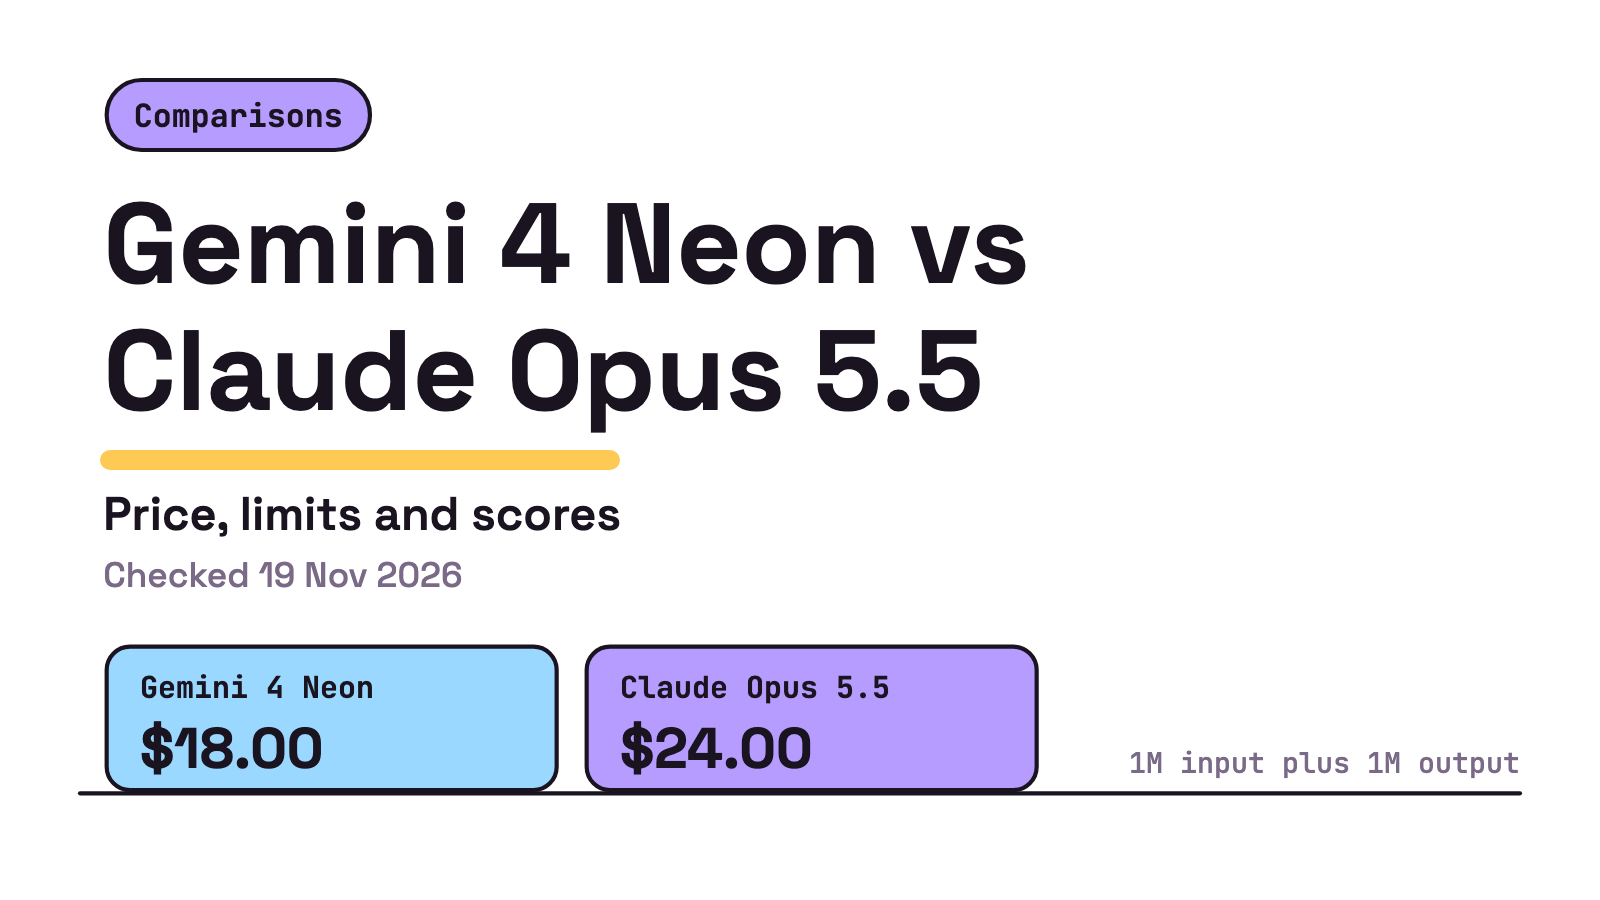 Comparisons
Gemini 4 Neon vs
Claude Opus 5.5
Price, limits and scores
Checked 19 Nov 2026
Gemini 4 Neon
$18.00
Claude Opus 5.5
$24.00
1M input plus 1M output